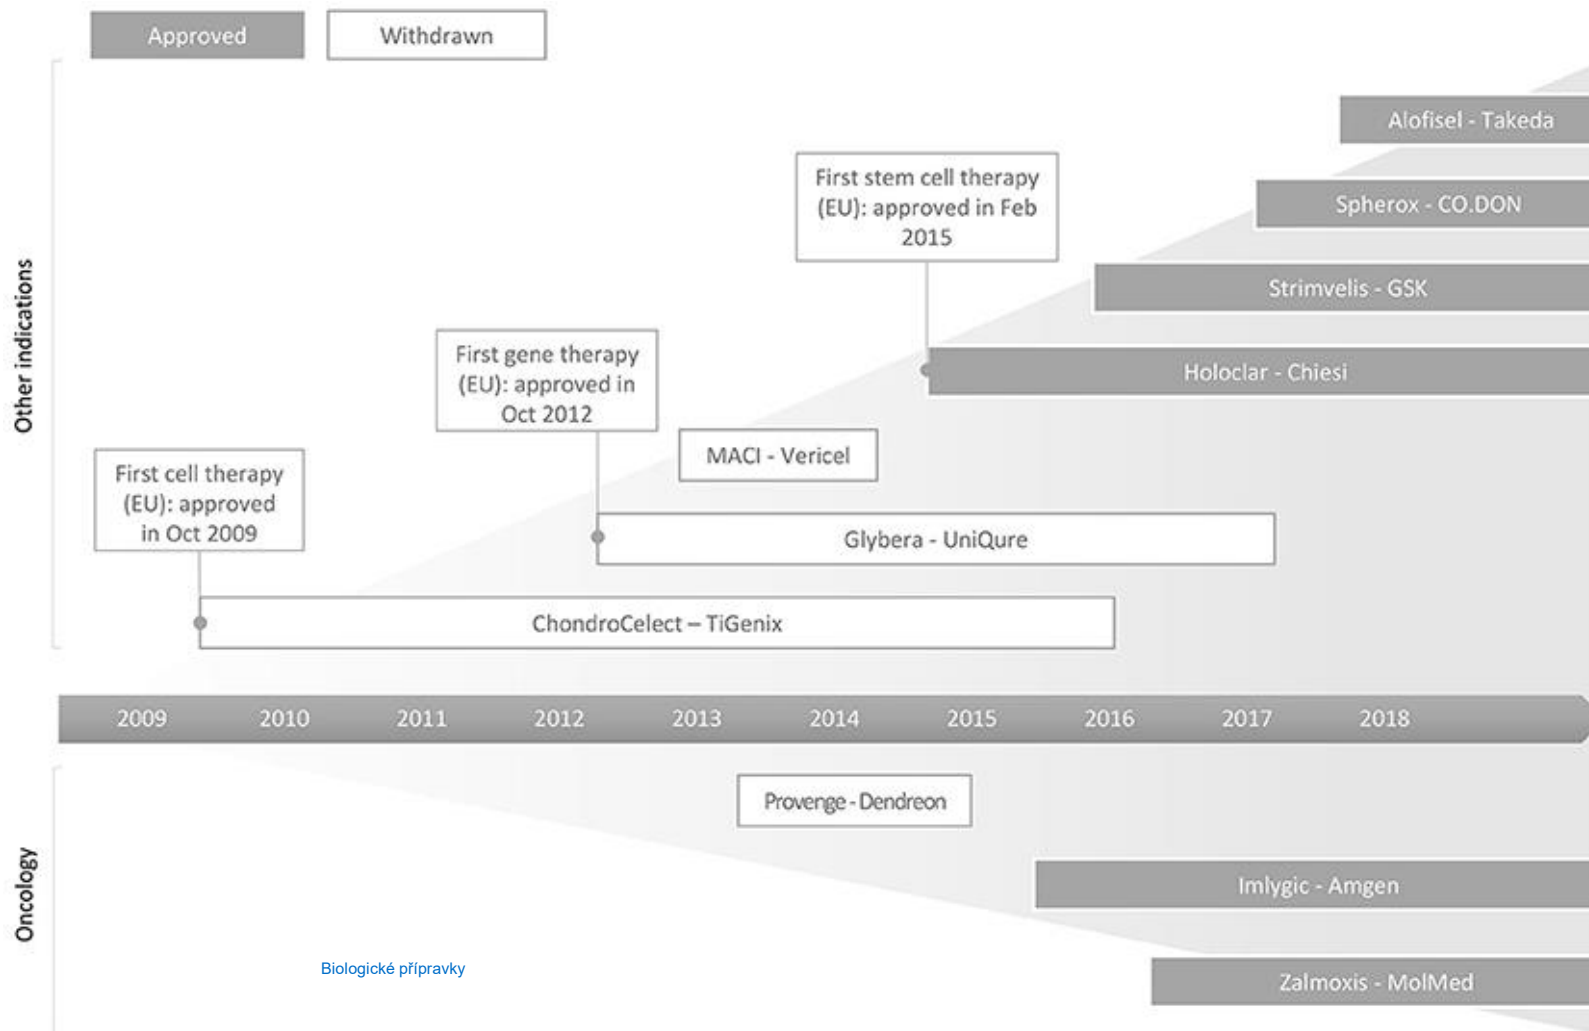 Approved
Withdrawn
Other indications
Alofisel - Takeda
First stem cell therapy
(EU): approved in Feb
2015
Spherox - CO.DON
Strimvelis - GSK
First gene therapy
(EU): approved in
Oct 2012
Holoclar - Chiesi
MACI - Vericel
First cell therapy
(EU): approved
in Oct 2009
Glybera - UniQure
ChondroCelect – TiGenix
2009 2010 2011 2012 2013 2014 2015 2016 2017 2018
Oncology
Provenge - Dendreon
Imlygic - Amgen
Biologické přípravky
Zalmoxis - MolMed